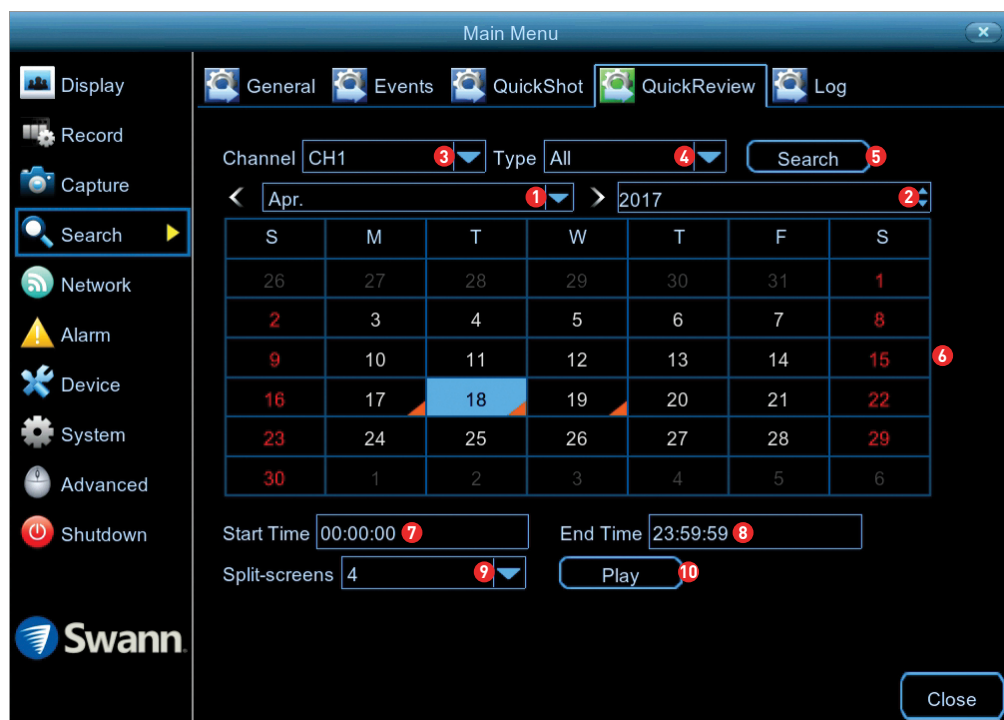 Main Menu
Display
Record
Capture
Search
Network
Alarm
Device
System
Advanced
Shutdown
Swann.
General Events QuickShot QuickReview Log
Channel CH1 3 Type All 4 Search 5
Apr. 1 2017 2
S M T W T F S
26 27 28 29 30 31 1
2 3 4 5 6 7 8
9 10 11 12 13 14 15 6
16 17 18 19 20 21 22
23 24 25 26 27 28 29
30 1 2 3 4 5 6
Start Time 00:00:00 7 End Time 23:59:59 8
Split-screens 4 9 Play 10
Close